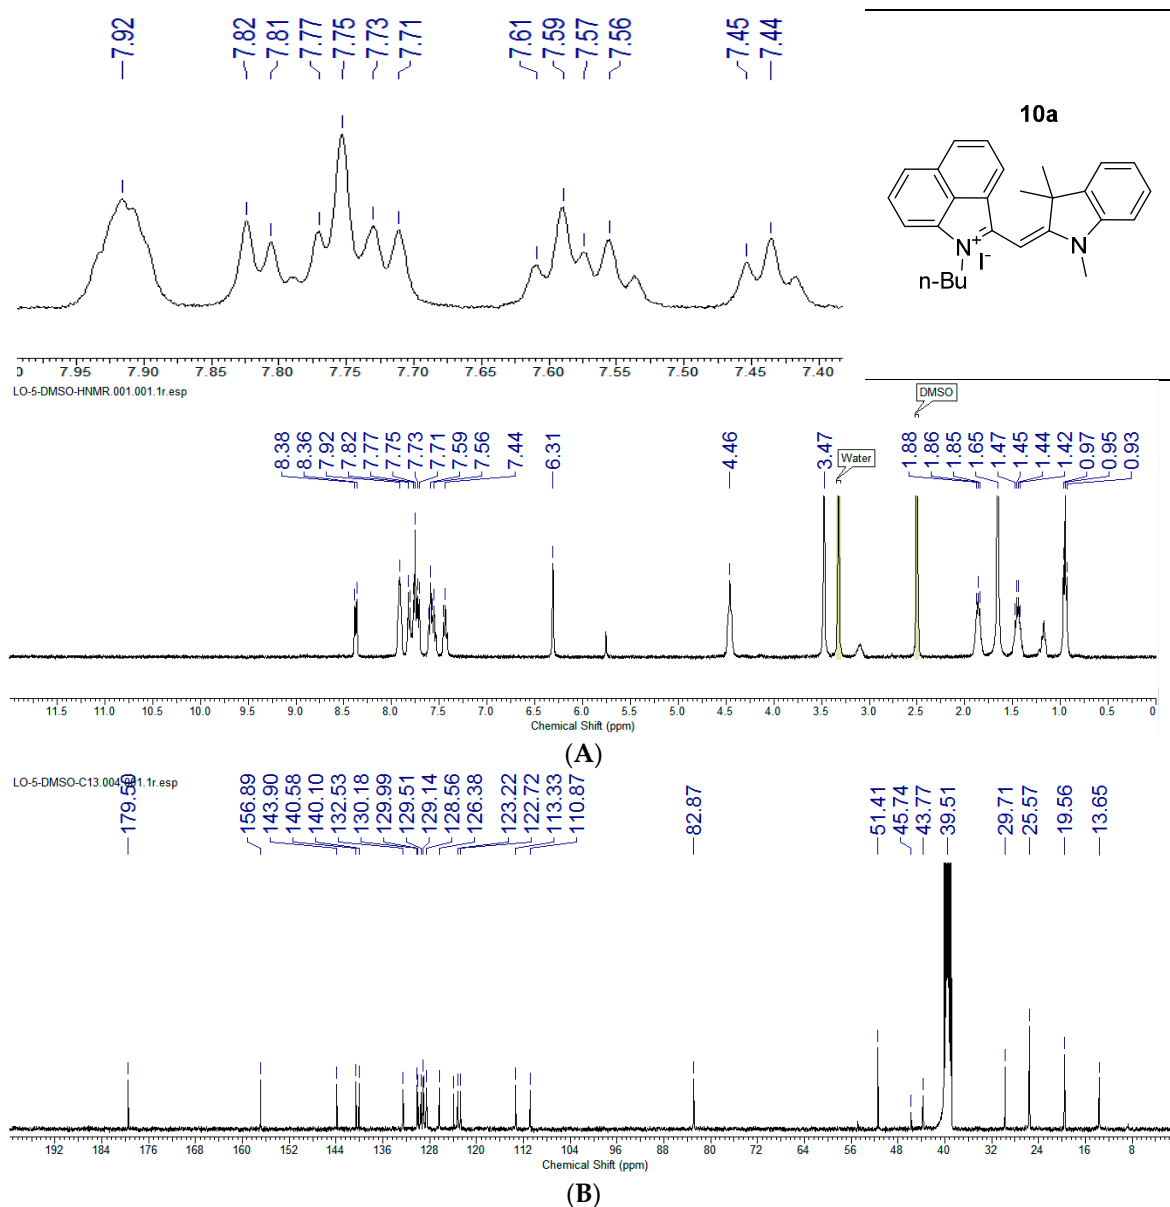 7.92 7.82 7.81 7.77 7.75 7.73 7.71 7.61 7.59 7.57 7.56 7.45 7.44
10a
N+
I-
n-Bu
N
0 7.95 7.90 7.85 7.80 7.75 7.70 7.60 7.55 7.50 7.45 7.40
LO-5-DMSO-HNMR.001.001.1r.esp
DMSO
Water
8.38 8.36 7.92 7.82 7.77 7.75 7.73 7.71 7.59 7.56 7.44 6.31 4.46 3.47 1.88 1.86 1.85 1.65 1.47 1.45 1.44 1.42 0.97 0.95 0.93
11.5 11.0 10.5 10.0 9.5 9.0 8.5 8.0 7.5 7.0 6.5 6.0 5.5 5.0 4.5 4.0 3.5 3.0 2.5 2.0 1.5 1.0 0.5 0
Chemical Shift (ppm)
(A)
LO-5-DMSO-C13.004.001.1r.esp
179.50 156.89 143.90 140.58 140.10 132.53 130.18 129.99 129.51 129.14 128.56 126.38 123.22 122.72 113.33 110.87 82.87 51.41 45.74 43.77 39.51 29.71 25.57 19.56 13.65
192 184 176 168 160 152 144 136 128 120 112 104 96 88 80 72 64 56 48 40 32 24 16 8
Chemical Shift (ppm)
(B)